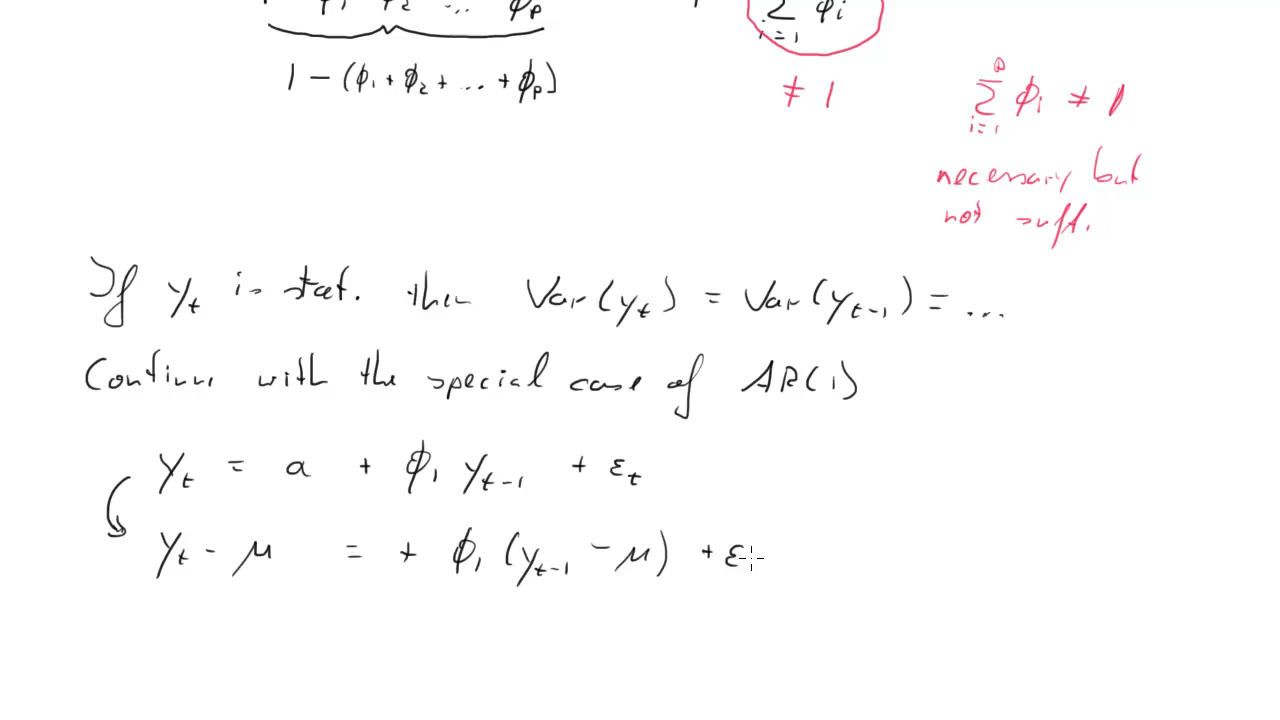 1 − (ϕ₁ + ϕ₂ + ... + ϕₚ)
≠ 1
∑ᵢ₌₁ᵖ ϕᵢ ≠ 1
necessary but
not suff.
If yₜ is stat. then Var(yₜ) = Var(yₜ₋₁) = ...
Continue with the special case of AR(1)
yₜ = a + ϕ₁ yₜ₋₁ + εₜ
yₜ − μ = + ϕ₁ (yₜ₋₁ − μ) + ε